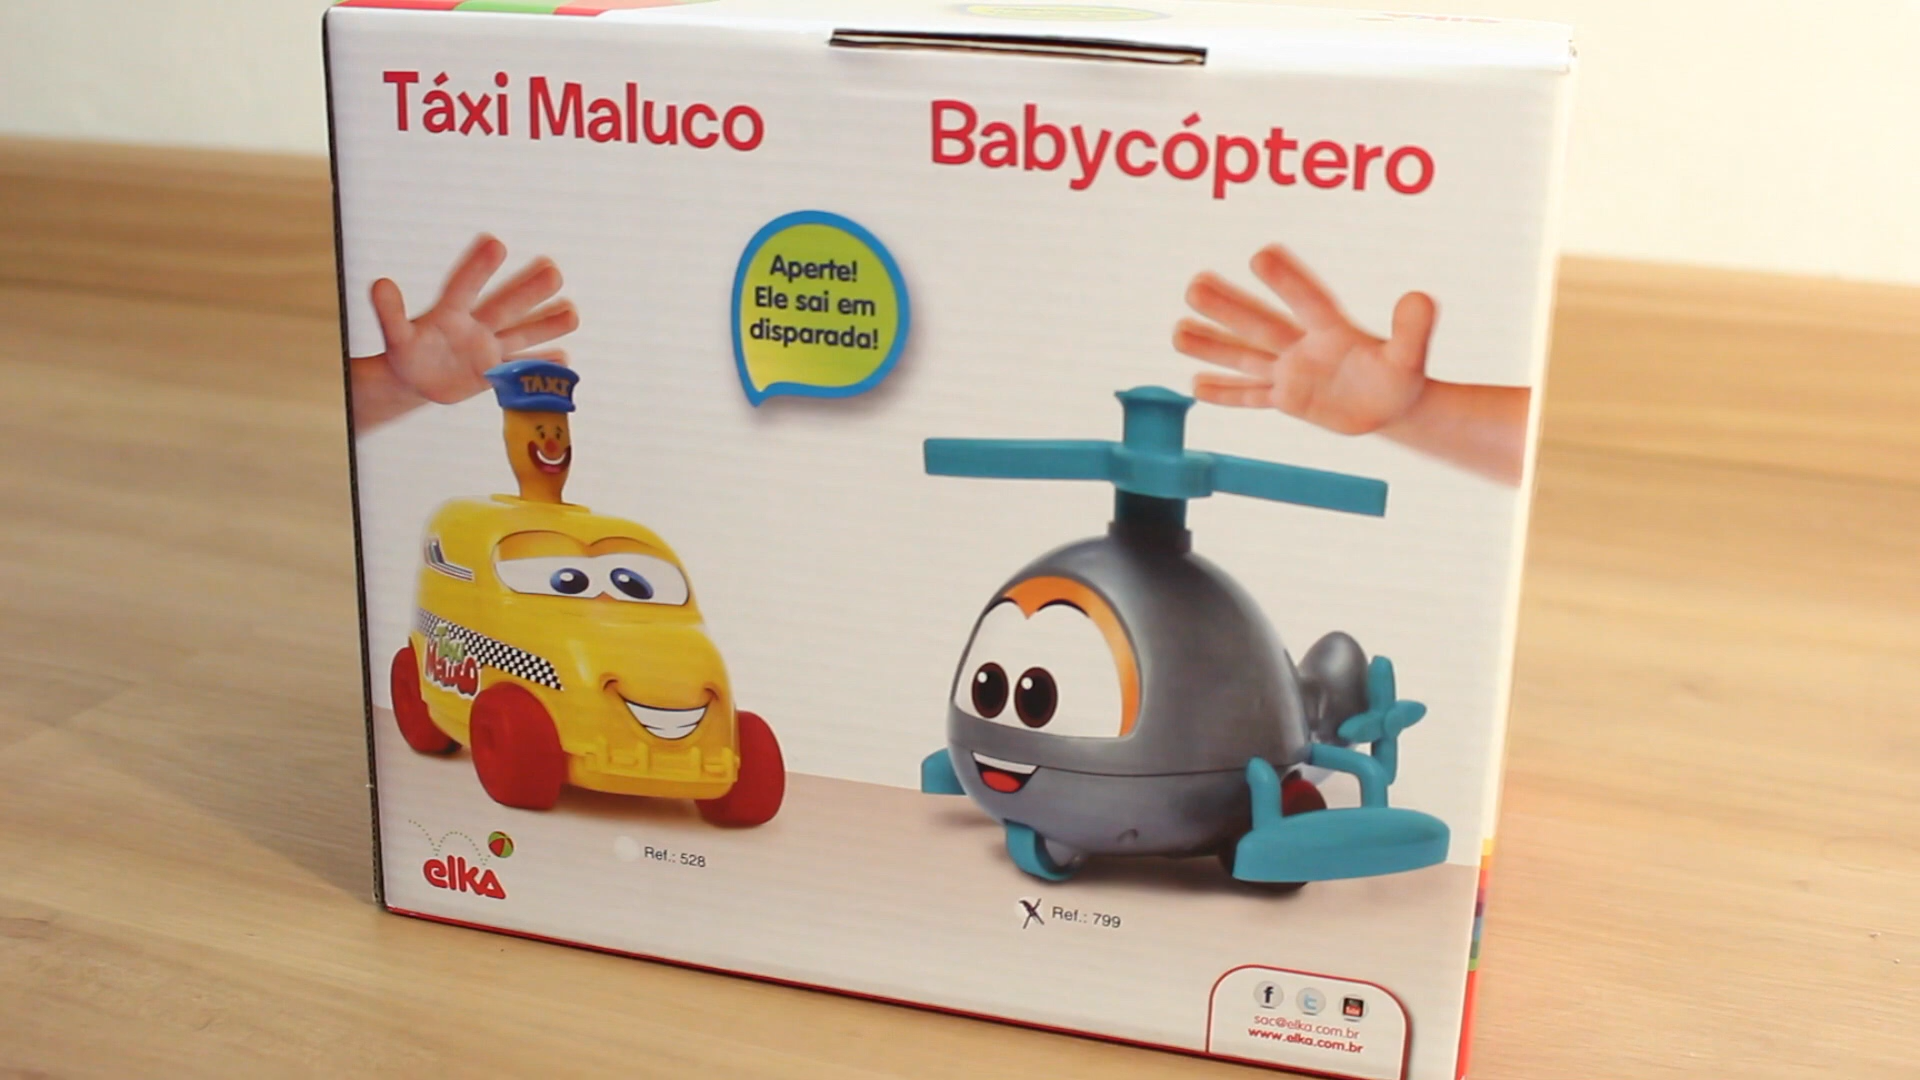 Táxi Maluco
Babycóptero
Aperte!
Ele sai em
disparada!
TAXI
Táxi
Maluco
elka
Ref.: 528
Ref.: 799
sac@elka.com.br
www.elka.com.br